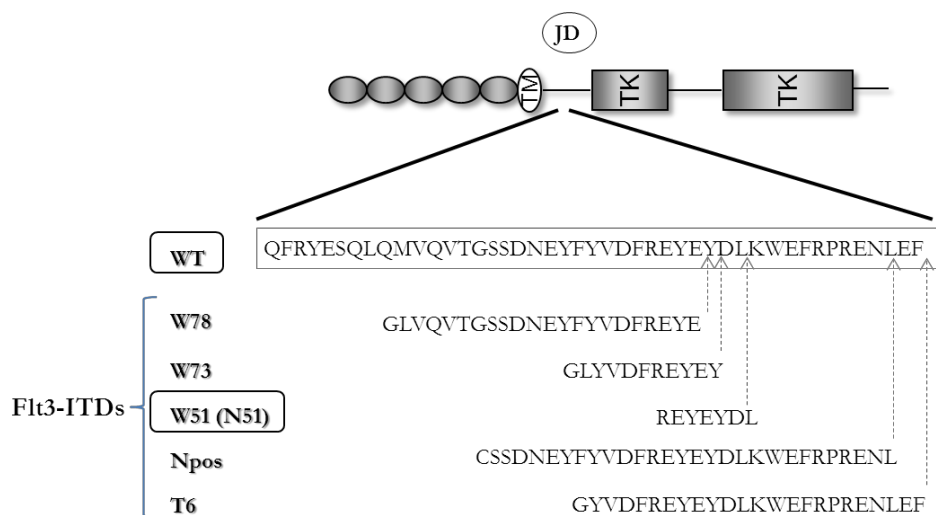 JD
TM
TK
TK
WT
QFRYESQLQMVQVTGSSDNEYFYVDFREYEYDLKWEFRPRENLEF
W78
GLVQVTGSSDNEYFYVDFREYE
W73
GLYVDFREYEY
Flt3-ITDs
W51 (N51)
REYEYDL
Npos
CSSDNEYFYVDFREYEYDLKWEFRPRENL
T6
GYVDFREYEYDLKWEFRPRENLEF